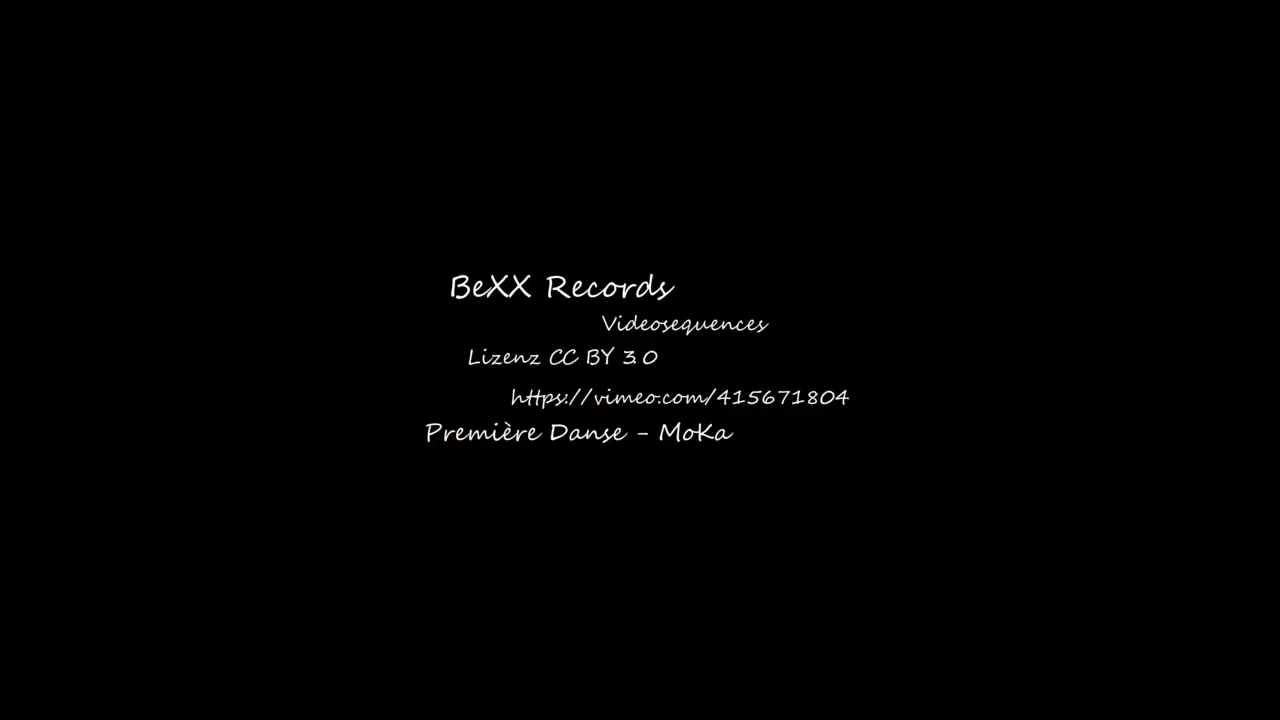 BeXX Records
Videosequences
Lizenz CC BY 3.0
https://vimeo.com/415671804
Première Danse - MoKa